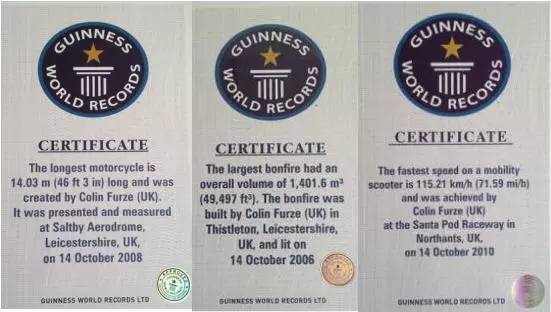 GUINNESS
WORLD RECORDS
CERTIFICATE
The longest motorcycle is
14.03 m (46 ft 3 in) long and was
created by Colin Furze (UK).
It was presented and measured
at Saltby Aerodrome,
Leicestershire, UK,
on 14 October 2008
GUINNESS WORLD RECORDS LTD
GUINNESS
WORLD RECORDS
CERTIFICATE
The largest bonfire had an
overall volume of 1,401.6 m³
(49,497 ft³). The bonfire was
built by Colin Furze (UK) in
Thistleton, Leicestershire,
UK, and lit on
14 October 2006
GUINNESS WORLD RECORDS LTD
GUINNESS
WORLD RECORDS
CERTIFICATE
The fastest speed on a mobility
scooter is 115.21 km/h (71.59 mi/h)
and was achieved by
Colin Furze (UK)
at the Santa Pod Raceway in
Northants, UK,
on 14 October 2010
GUINNESS WORLD RECORDS LTD